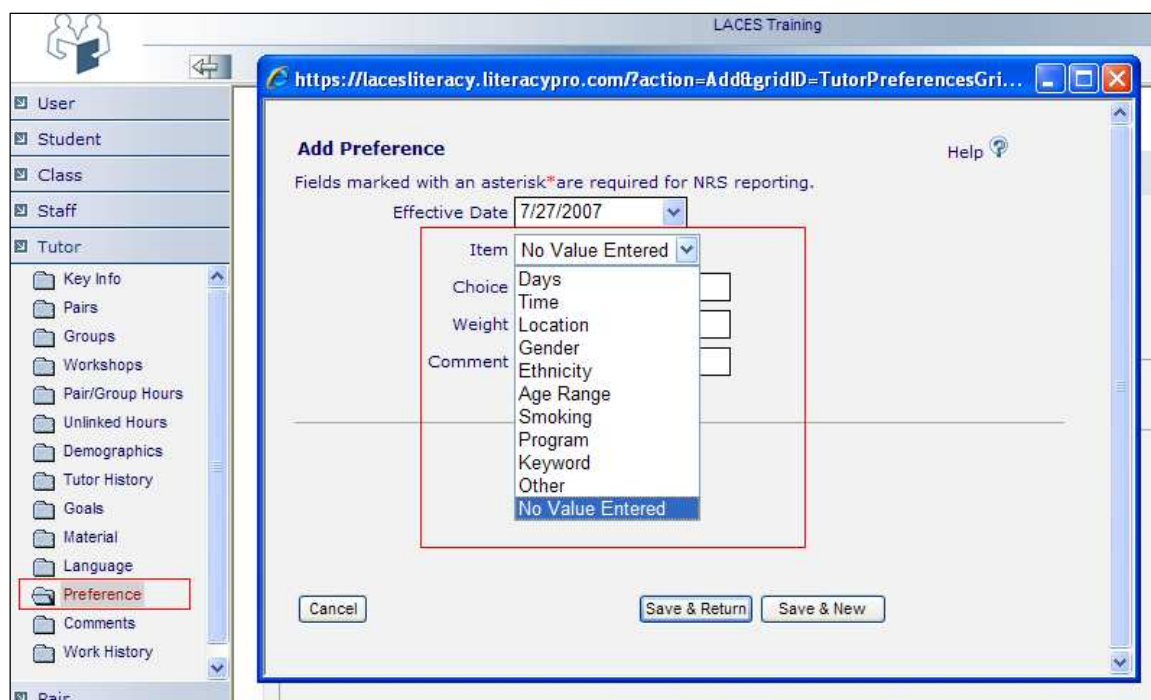 LACES Training
User
Student
Class
Staff
Tutor
Key Info
Pairs
Groups
Workshops
Pair/Group Hours
Unlinked Hours
Demographics
Tutor History
Goals
Material
Language
Preference
Comments
Work History
Pair
https://lacesliteracy.literacypro.com/?action=Add&gridID=TutorPreferencesGri...
Add Preference
Help
Fields marked with an asterisk*are required for NRS reporting.
Effective Date 7/27/2007
Item No Value Entered
Choice
Weight
Comment
Days
Time
Location
Gender
Ethnicity
Age Range
Smoking
Program
Keyword
Other
No Value Entered
Cancel
Save & Return
Save & New